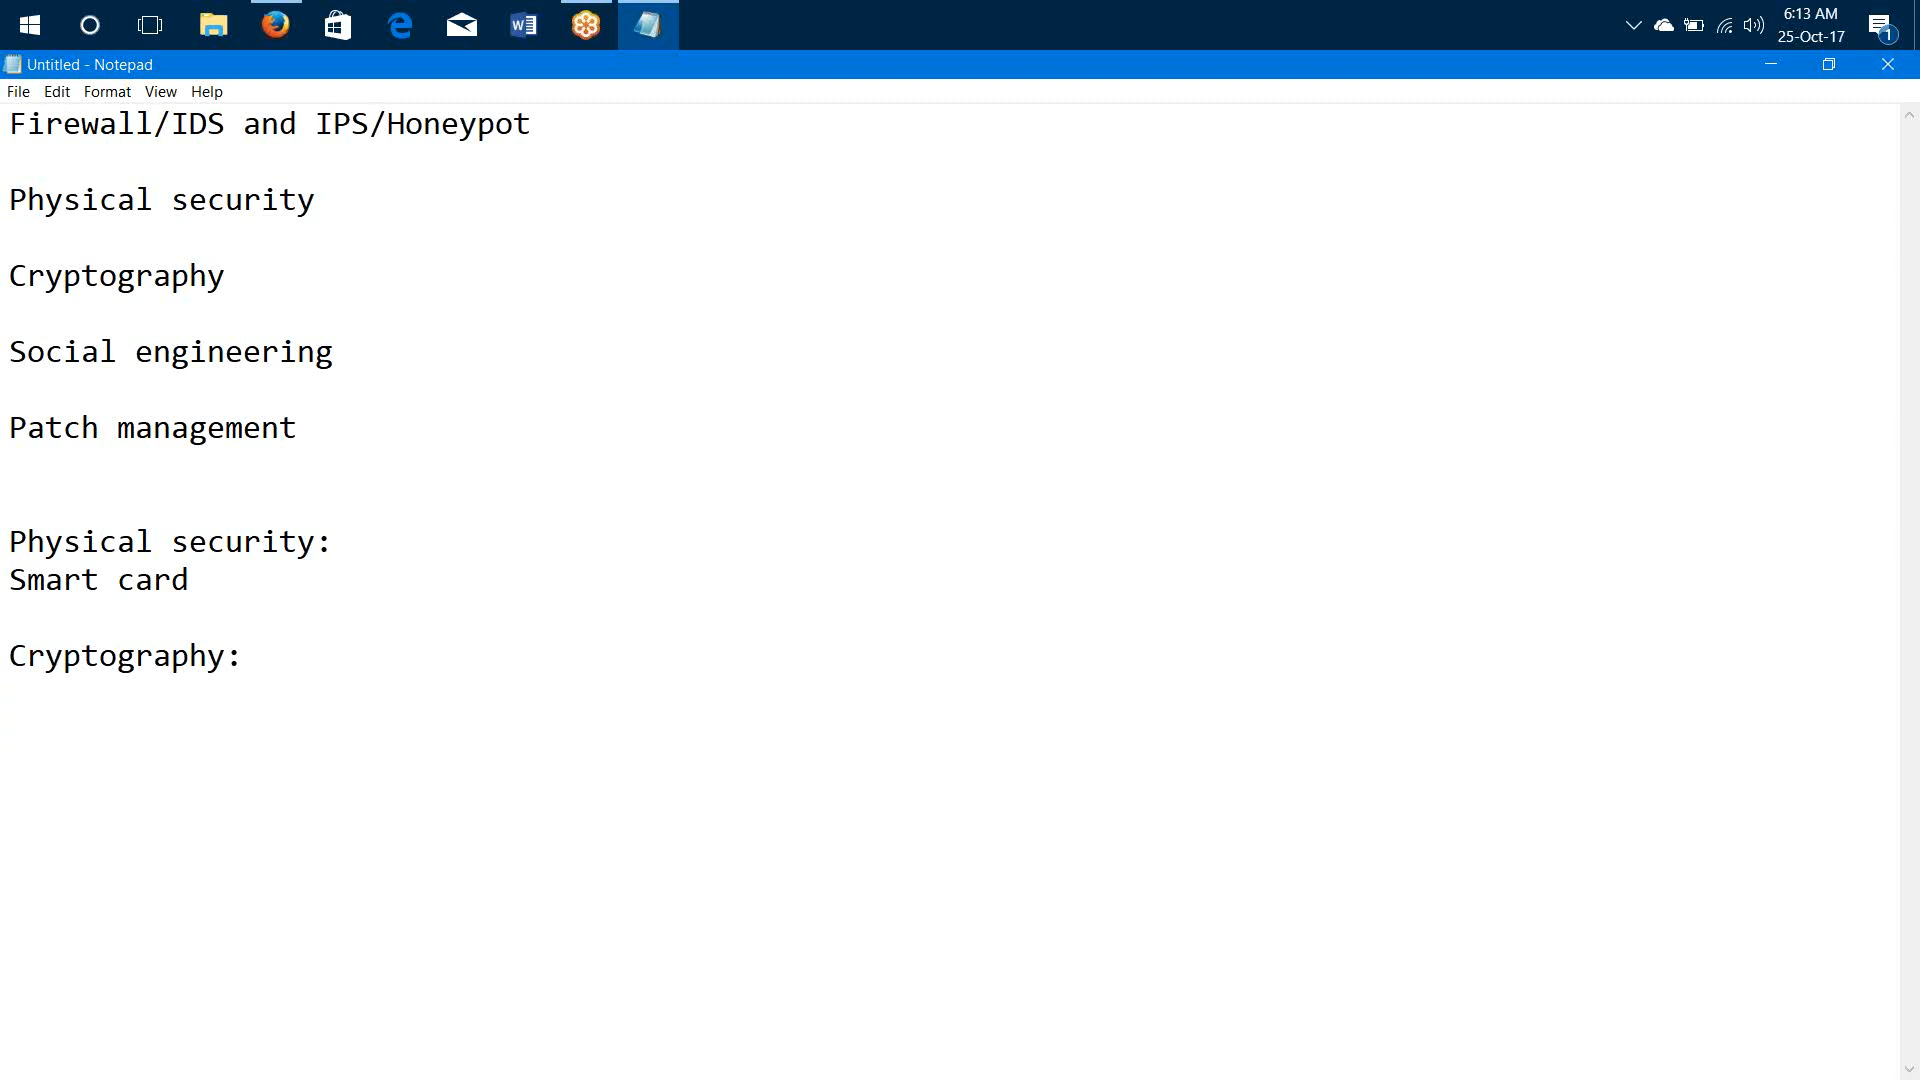 6:13 AM
25-Oct-17
1
Untitled - Notepad
File Edit Format View Help
Firewall/IDS and IPS/Honeypot
Physical security
Cryptography
Social engineering
Patch management
Physical security:
Smart card
Cryptography: